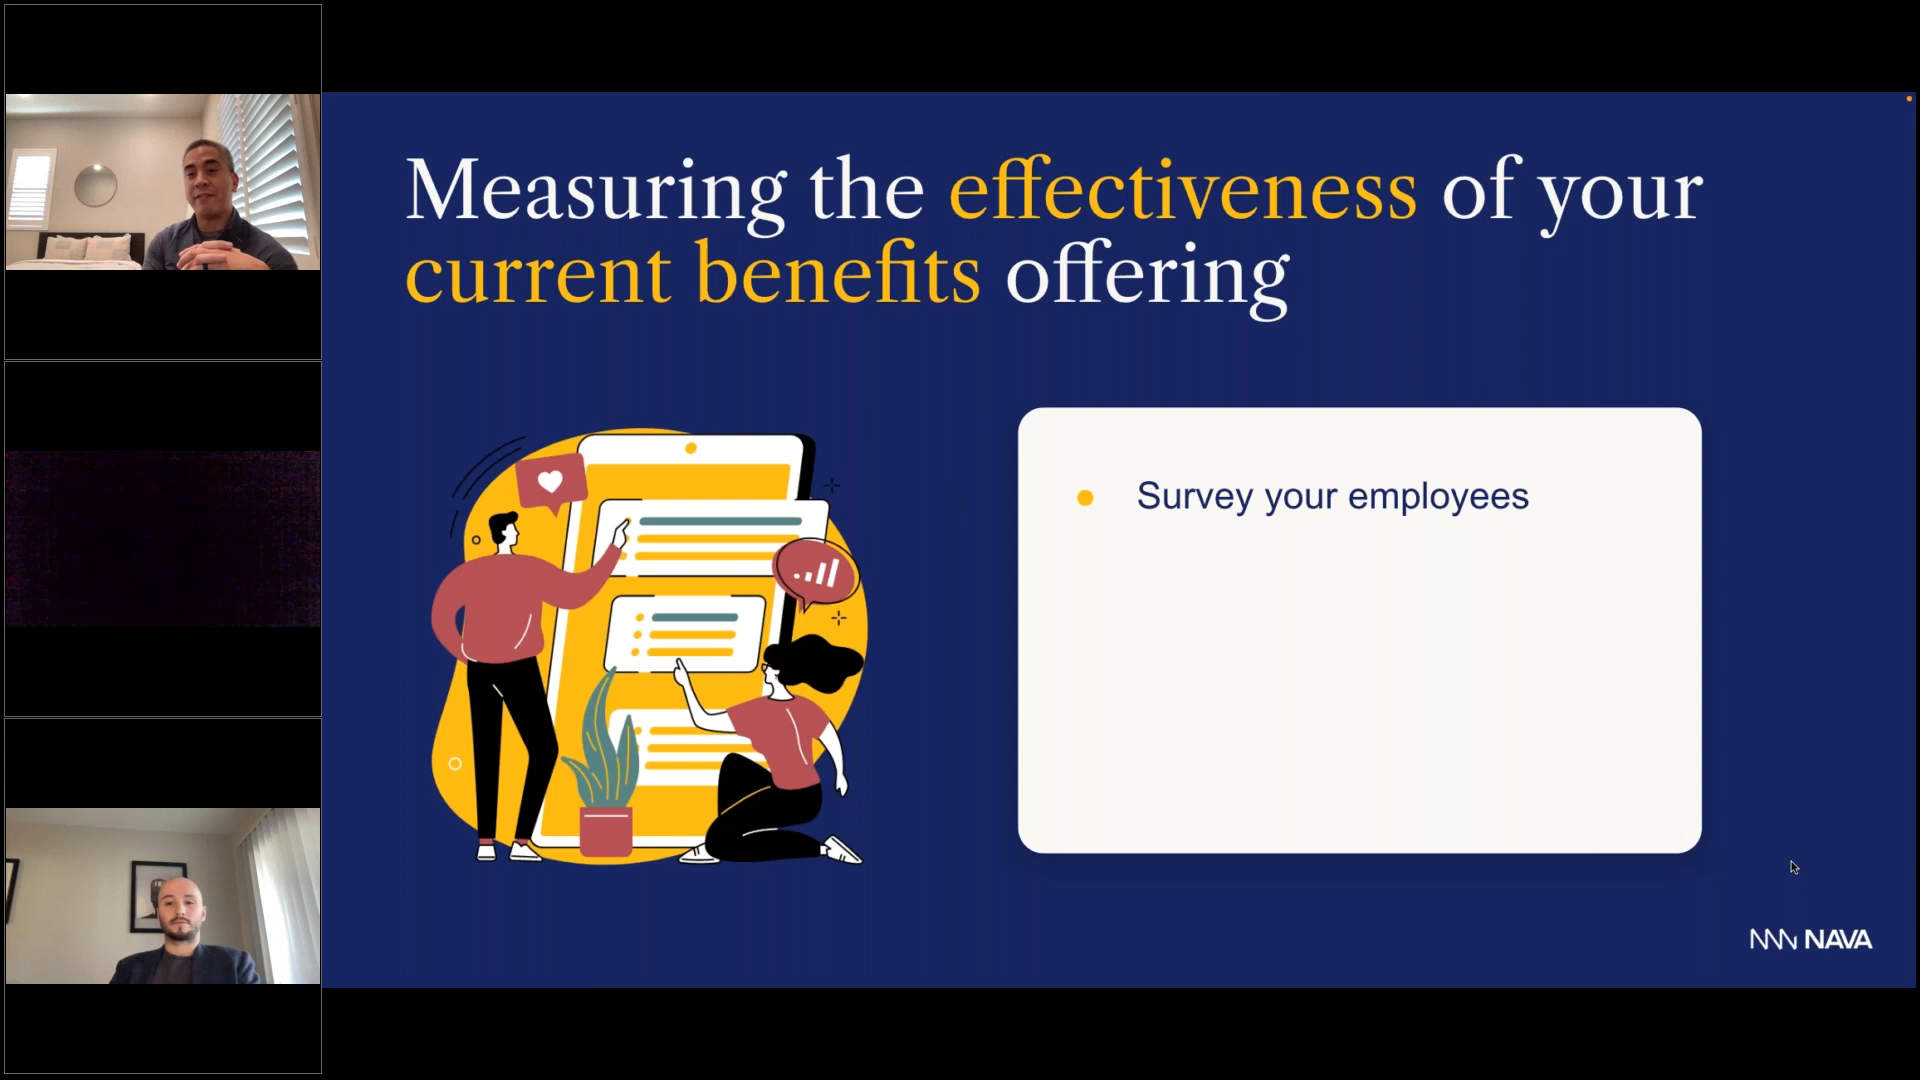 Measuring the effectiveness of your
current benefits offering
Survey your employees
NAVA